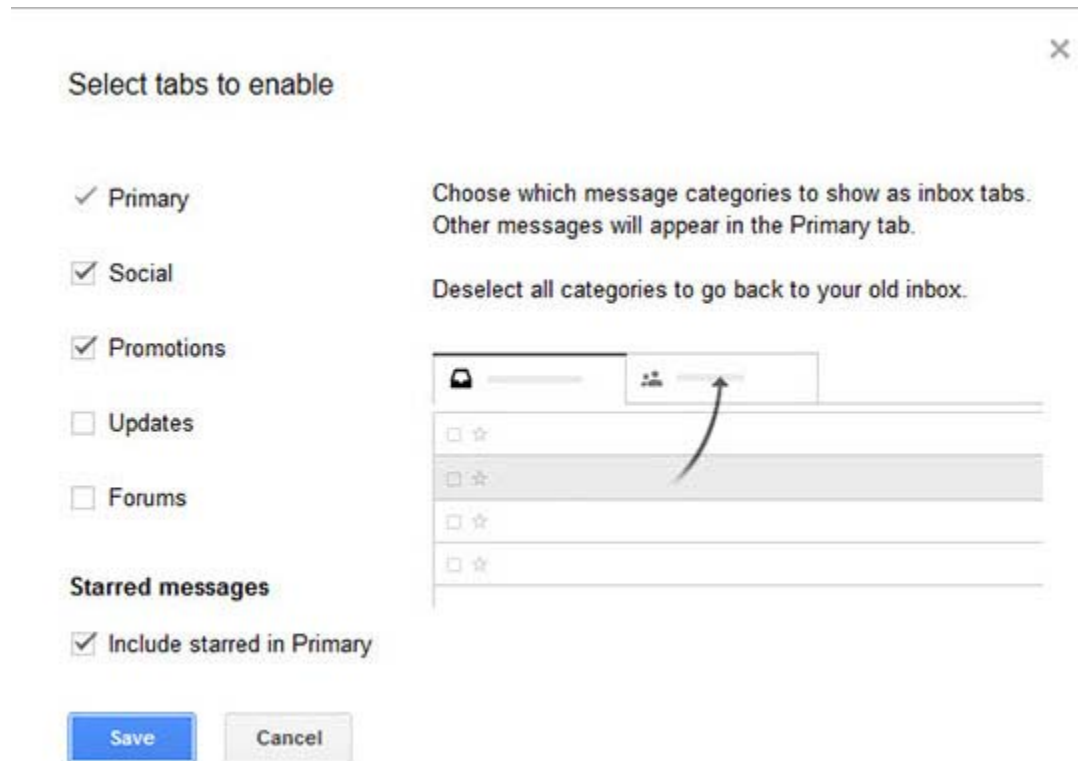 Select tabs to enable
Primary
Social
Promotions
Updates
Forums
Choose which message categories to show as inbox tabs.
Other messages will appear in the Primary tab.
Deselect all categories to go back to your old inbox.
Starred messages
Include starred in Primary
Save
Cancel